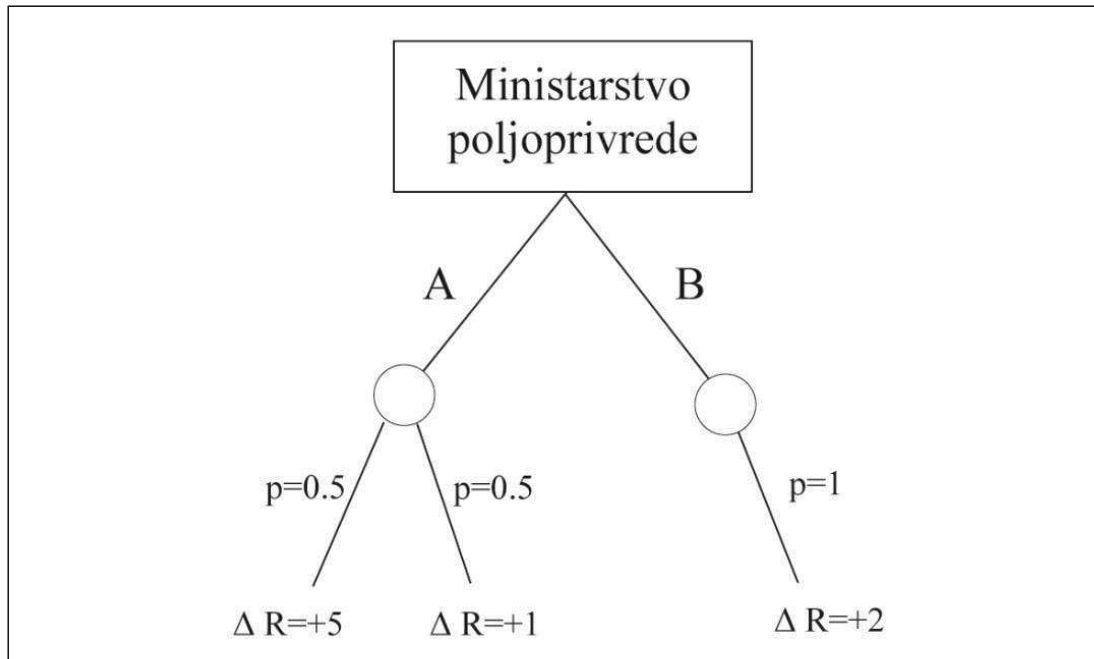 Ministarstvo
poljoprivrede
A
B
p=0.5
p=0.5
p=1
Δ R=+5
Δ R=+1
Δ R=+2